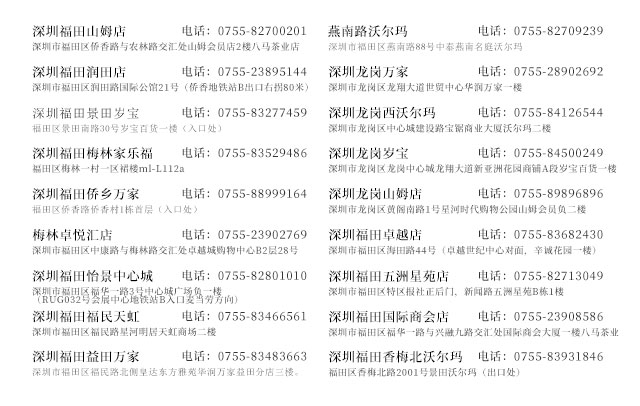 深圳福田山姆店 电话：0755-82700201
深圳市福田区侨香路与农林路交汇处山姆会员店2楼八马茶业店
深圳福田润田店 电话：0755-23895144
深圳市福田区润田路国际公馆21号（侨香地铁站B出口右拐80米）
深圳福田景田岁宝 电话：0755-83277459
福田区景田南路30号岁宝百货一楼（入口处）
深圳福田梅林家乐福 电话：0755-83529486
福田区梅林一村一区裙楼ml-L112a
深圳福田侨乡万家 电话：0755-88999164
福田区侨香路侨香村1栋首层（入口处）
梅林卓悦汇店 电话：0755-23902769
深圳市福田区中康路与梅林路交汇处卓越城购物中心B2层28号
深圳福田怡景中心城 电话：0755-82801010
深圳市福田区福华一路3号中心城广场负一楼
（RUG032号会展中心地铁站B入口麦当劳方向）
深圳福田福民天虹 电话：0755-83466561
深圳市福田区福民路星河明居天虹商场二楼
深圳福田益田万家 电话：0755-83483663
深圳市福田区福民路北侧皇达东方雅苑华润万家益田分店三楼。
燕南路沃尔玛 电话：0755-82709239
深圳市福田区燕南路88号中泰燕南名庭沃尔玛
深圳龙岗万家 电话：0755-28902692
深圳市龙岗区龙翔大道世贸中心华润万家一楼
深圳龙岗西沃尔玛 电话：0755-84126544
深圳市龙岗区中心城建设路宝钜商业大厦沃尔玛二楼
深圳龙岗岁宝 电话：0755-84500249
深圳市龙岗区龙岗中心城龙翔大道新亚洲花园商铺A段岁宝百货一楼
深圳龙岗山姆店 电话：0755-89896896
深圳市龙岗区黄阁南路1号星河时代购物公园山姆会员负二楼
深圳福田卓越店 电话：0755-83682430
深圳市福田区海田路44号（卓越世纪中心对面，辛诚花园一楼）
深圳福田五洲星苑店 电话：0755-82713049
深圳市福田区特区报社正后门，新闻路五洲星苑B栋1楼
深圳福田国际商会店 电话：0755-23908586
深圳市福田区福华一路与兴融九路交汇处国际商会大厦一楼八马茶业
深圳福田香梅北沃尔玛 电话：0755-83931846
福田区香梅路2001号景田沃尔玛（出口处）